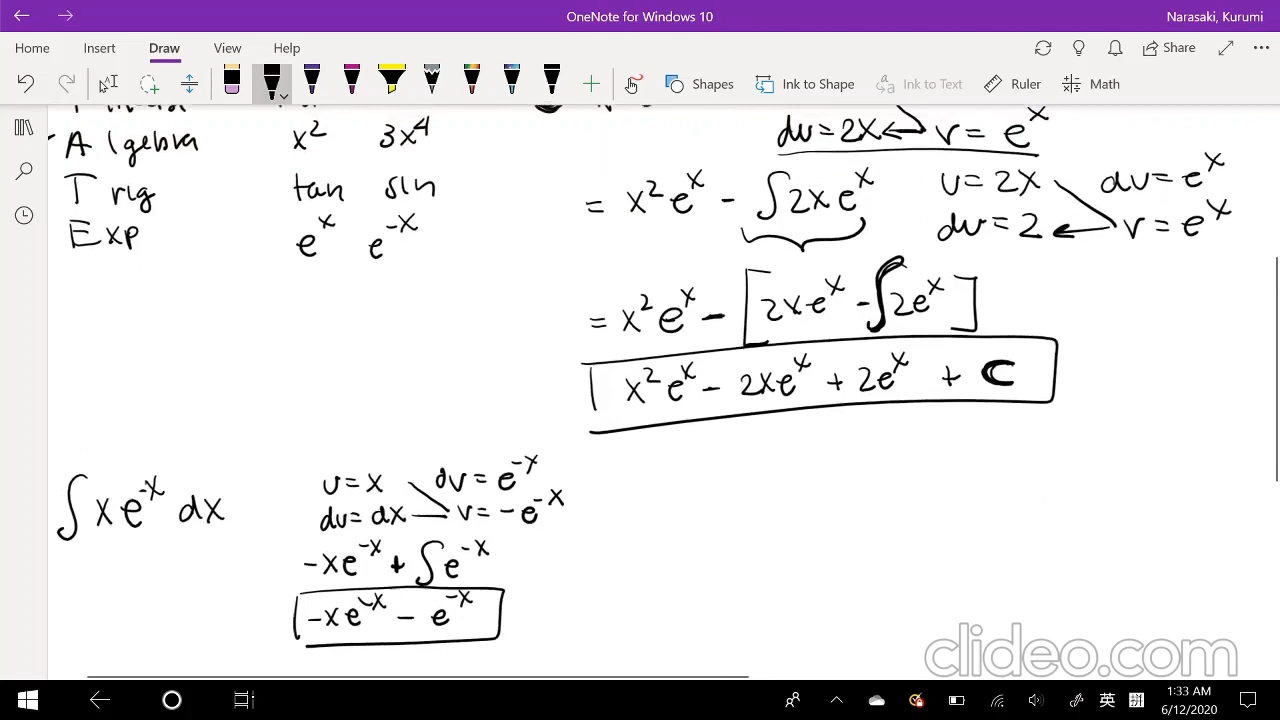 OneNote for Windows 10
Narasaki, Kurumi
Home Insert Draw View Help
Share
Shapes Ink to Shape Ink to Text Ruler Math
Algebra x² 3x⁴
Trig tan sin
Exp eˣ e⁻ˣ
du=2x v= eˣ
= x²eˣ - ∫2x eˣ
u=2x dv=eˣ
du=2 v=eˣ
= x²eˣ - [2xeˣ - ∫2eˣ]
x²eˣ - 2xeˣ + 2eˣ + C
∫xe⁻ˣ dx
u=x dv=e⁻ˣ
du=dx v=-e⁻ˣ
-xe⁻ˣ + ∫e⁻ˣ
-xe⁻ˣ - e⁻ˣ
clideo.com
英 拼
1:33 AM
6/12/2020